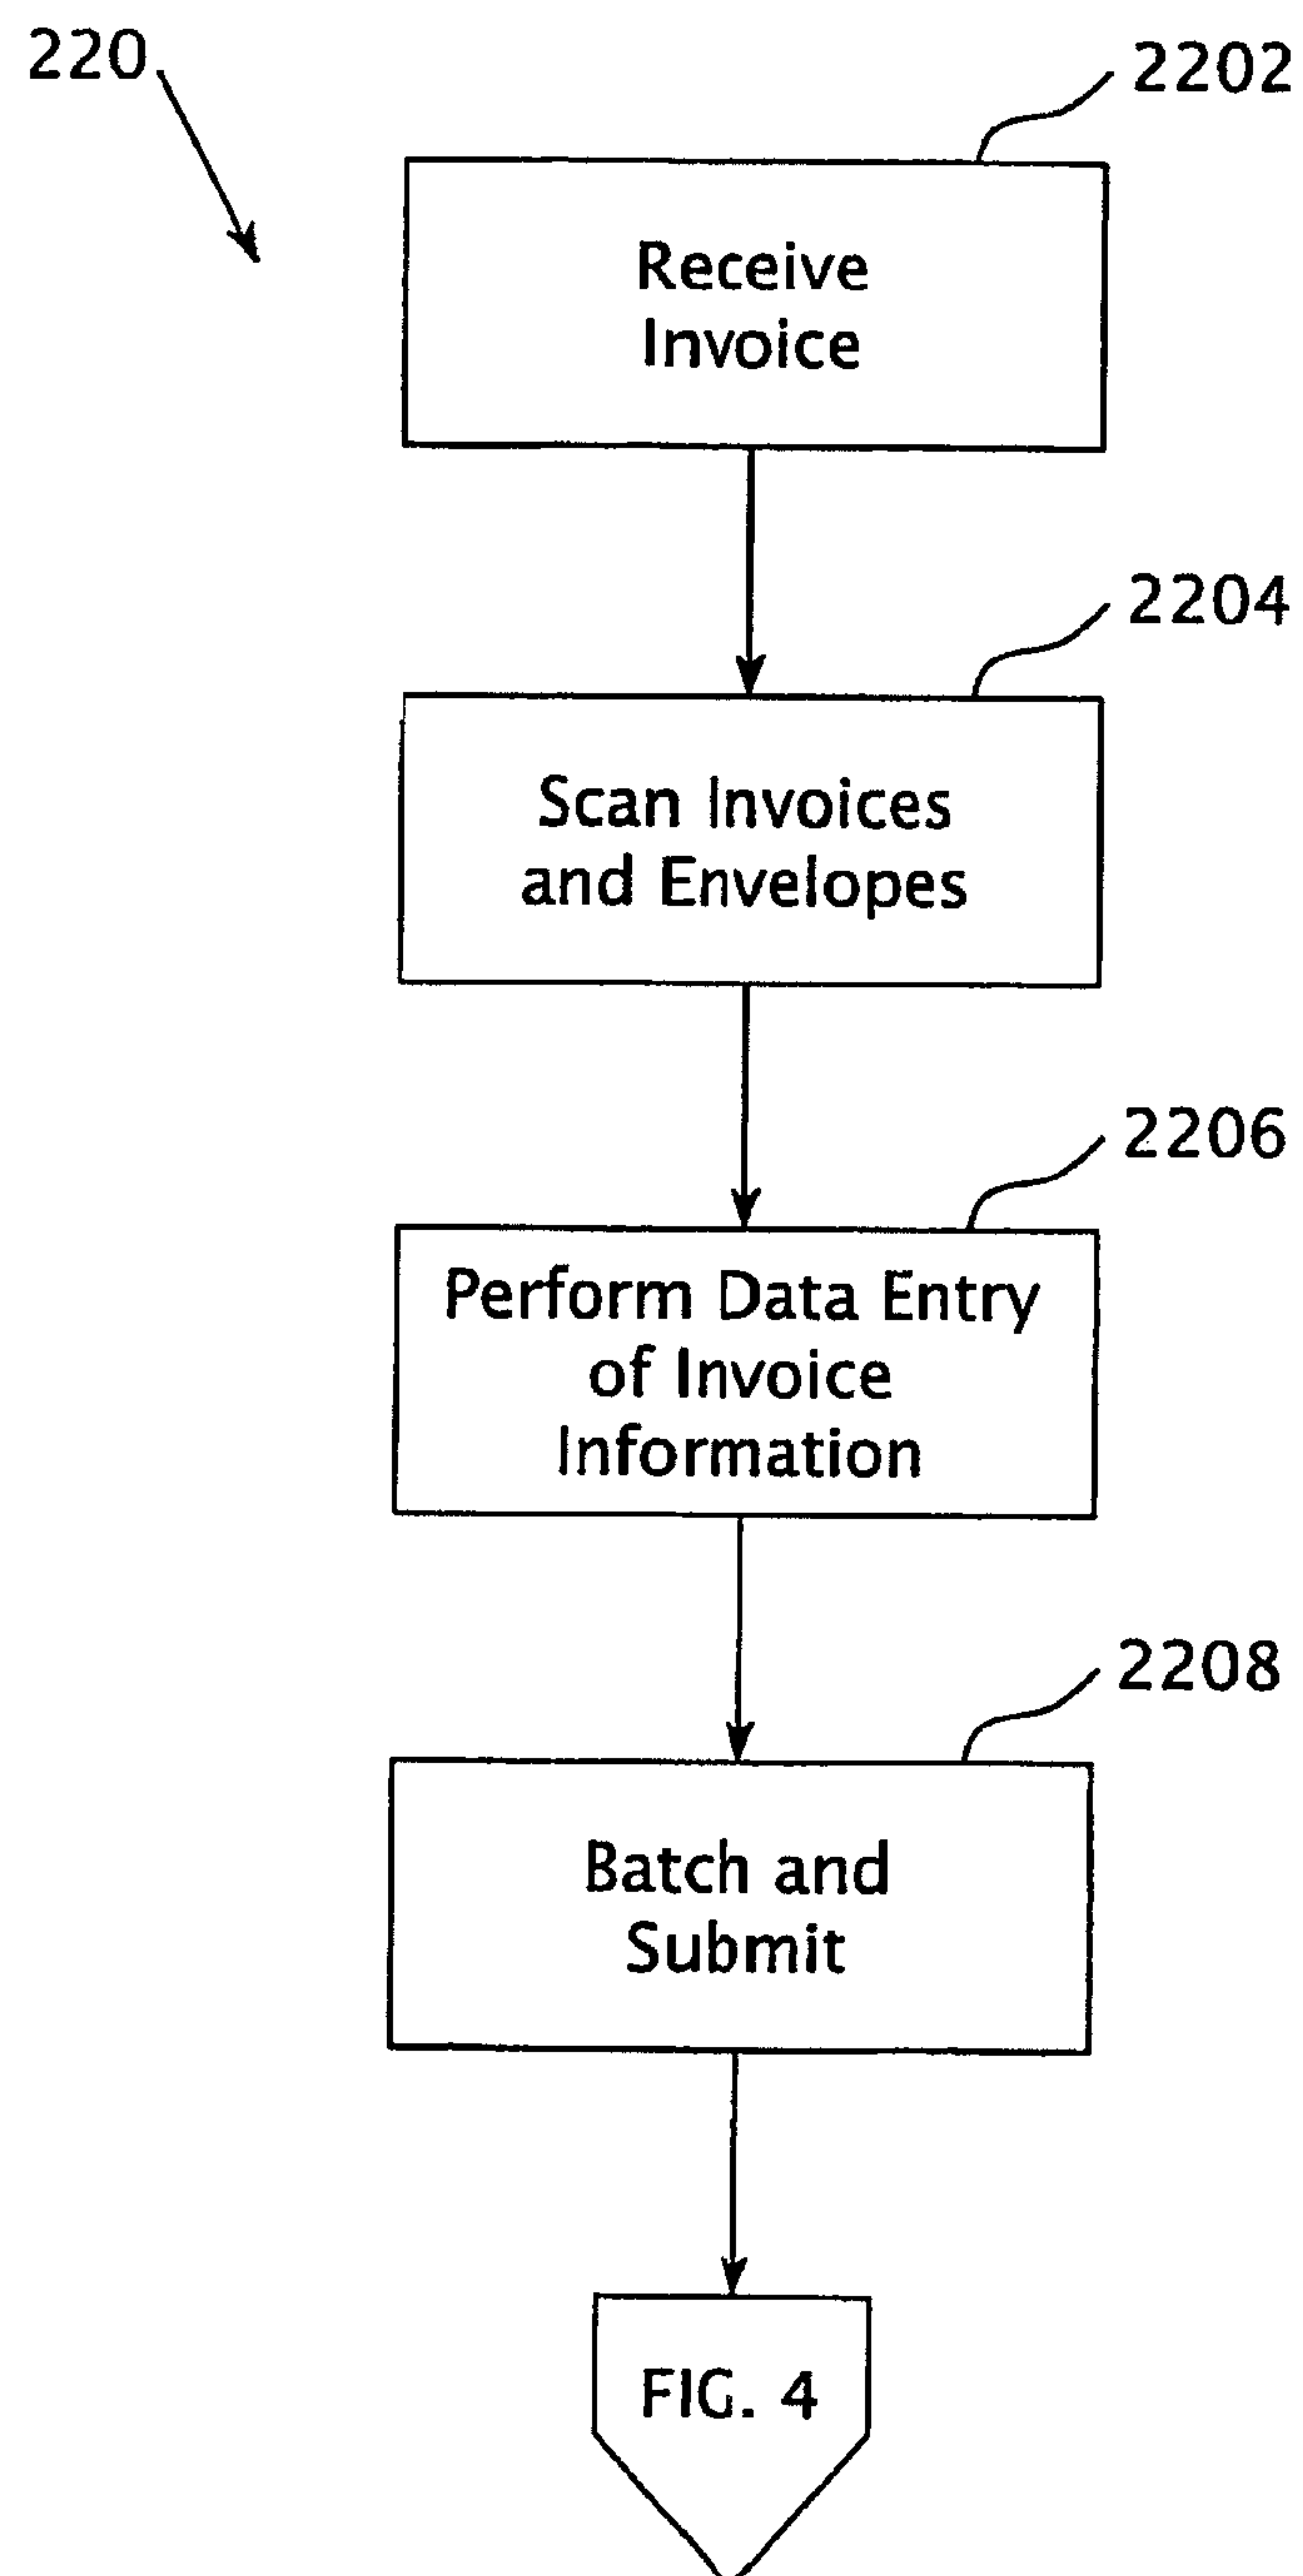 220
2202
Receive
Invoice
2204
Scan Invoices
and Envelopes
2206
Perform Data Entry
of Invoice
Information
2208
Batch and
Submit
FIG. 4